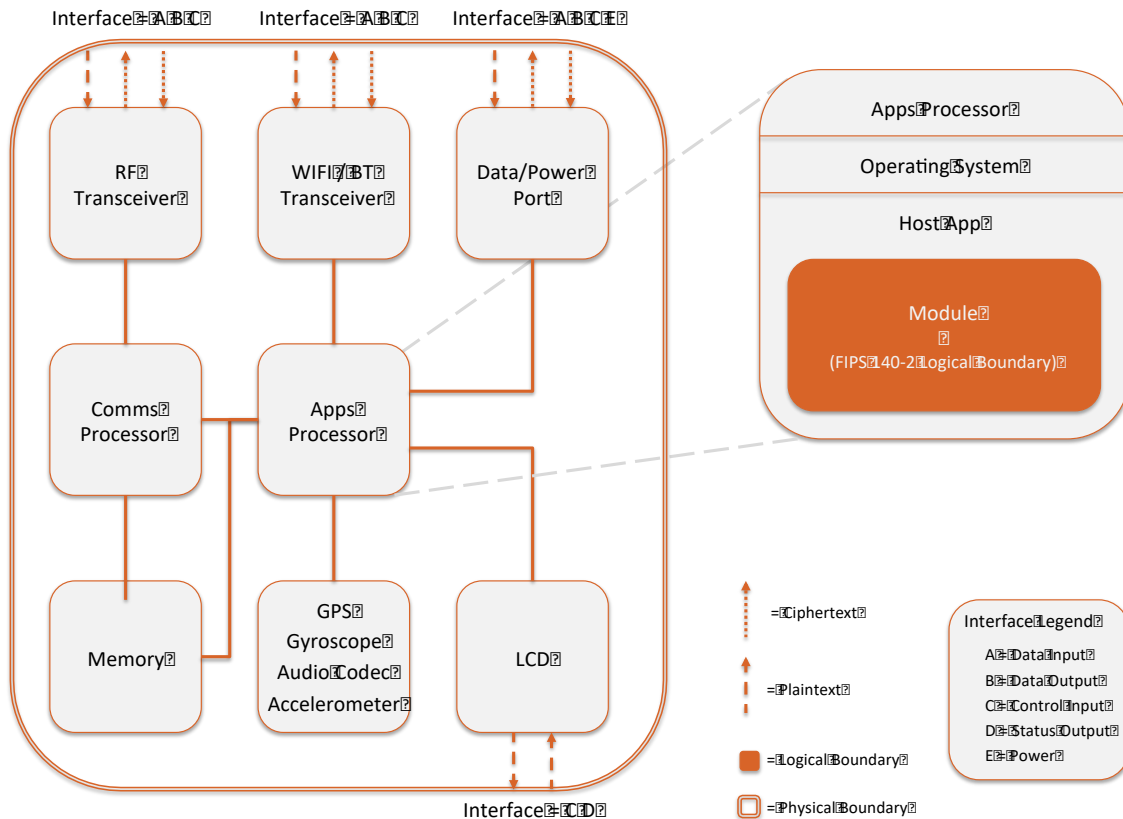 Interface = A B C
Interface = A B C
Interface = A B C E
RF
Transceiver
WIFI / BT
Transceiver
Data/Power
Port
Comms
Processor
Apps
Processor
Memory
GPS
Gyroscope
Audio Codec
Accelerometer
LCD
Interface = C D
Apps Processor
Operating System
Host App
Module
(FIPS 140-2 Logical Boundary)
= Ciphertext
= Plaintext
= Logical Boundary
= Physical Boundary
Interface Legend
A = Data Input
B = Data Output
C = Control Input
D = Status Output
E = Power